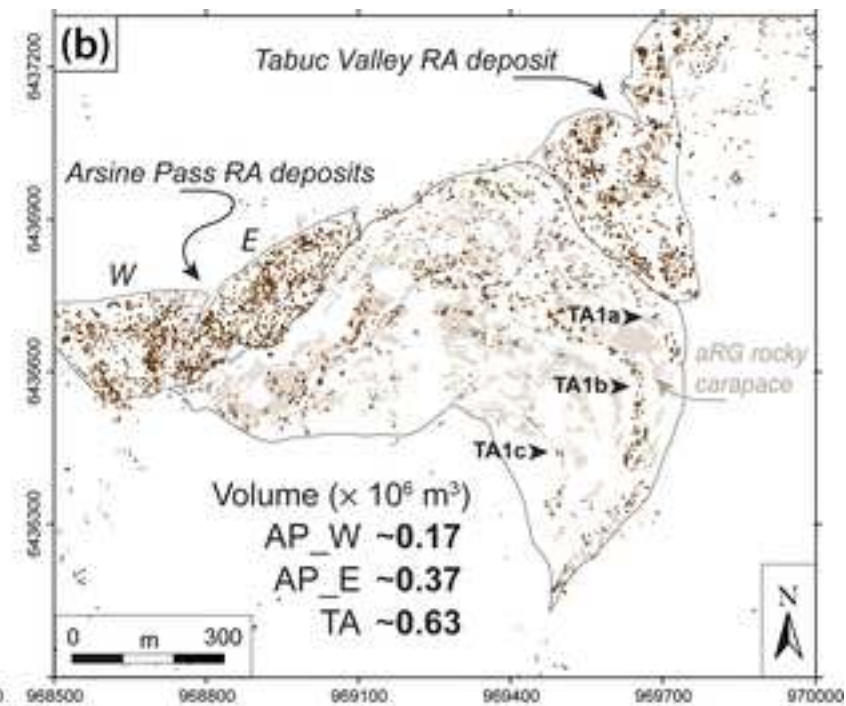 (b)
Tabuc Valley RA deposit
Arsine Pass RA deposits
E
W
TA1a
aRG rocky
carapace
TA1b
TA1c
Volume (× 10⁶ m³)
AP_W ~0.17
AP_E ~0.37
TA ~0.63
N
0 m 300
6437200
6436900
6436600
6436300
968500 968800 969100 969400 969700 970000